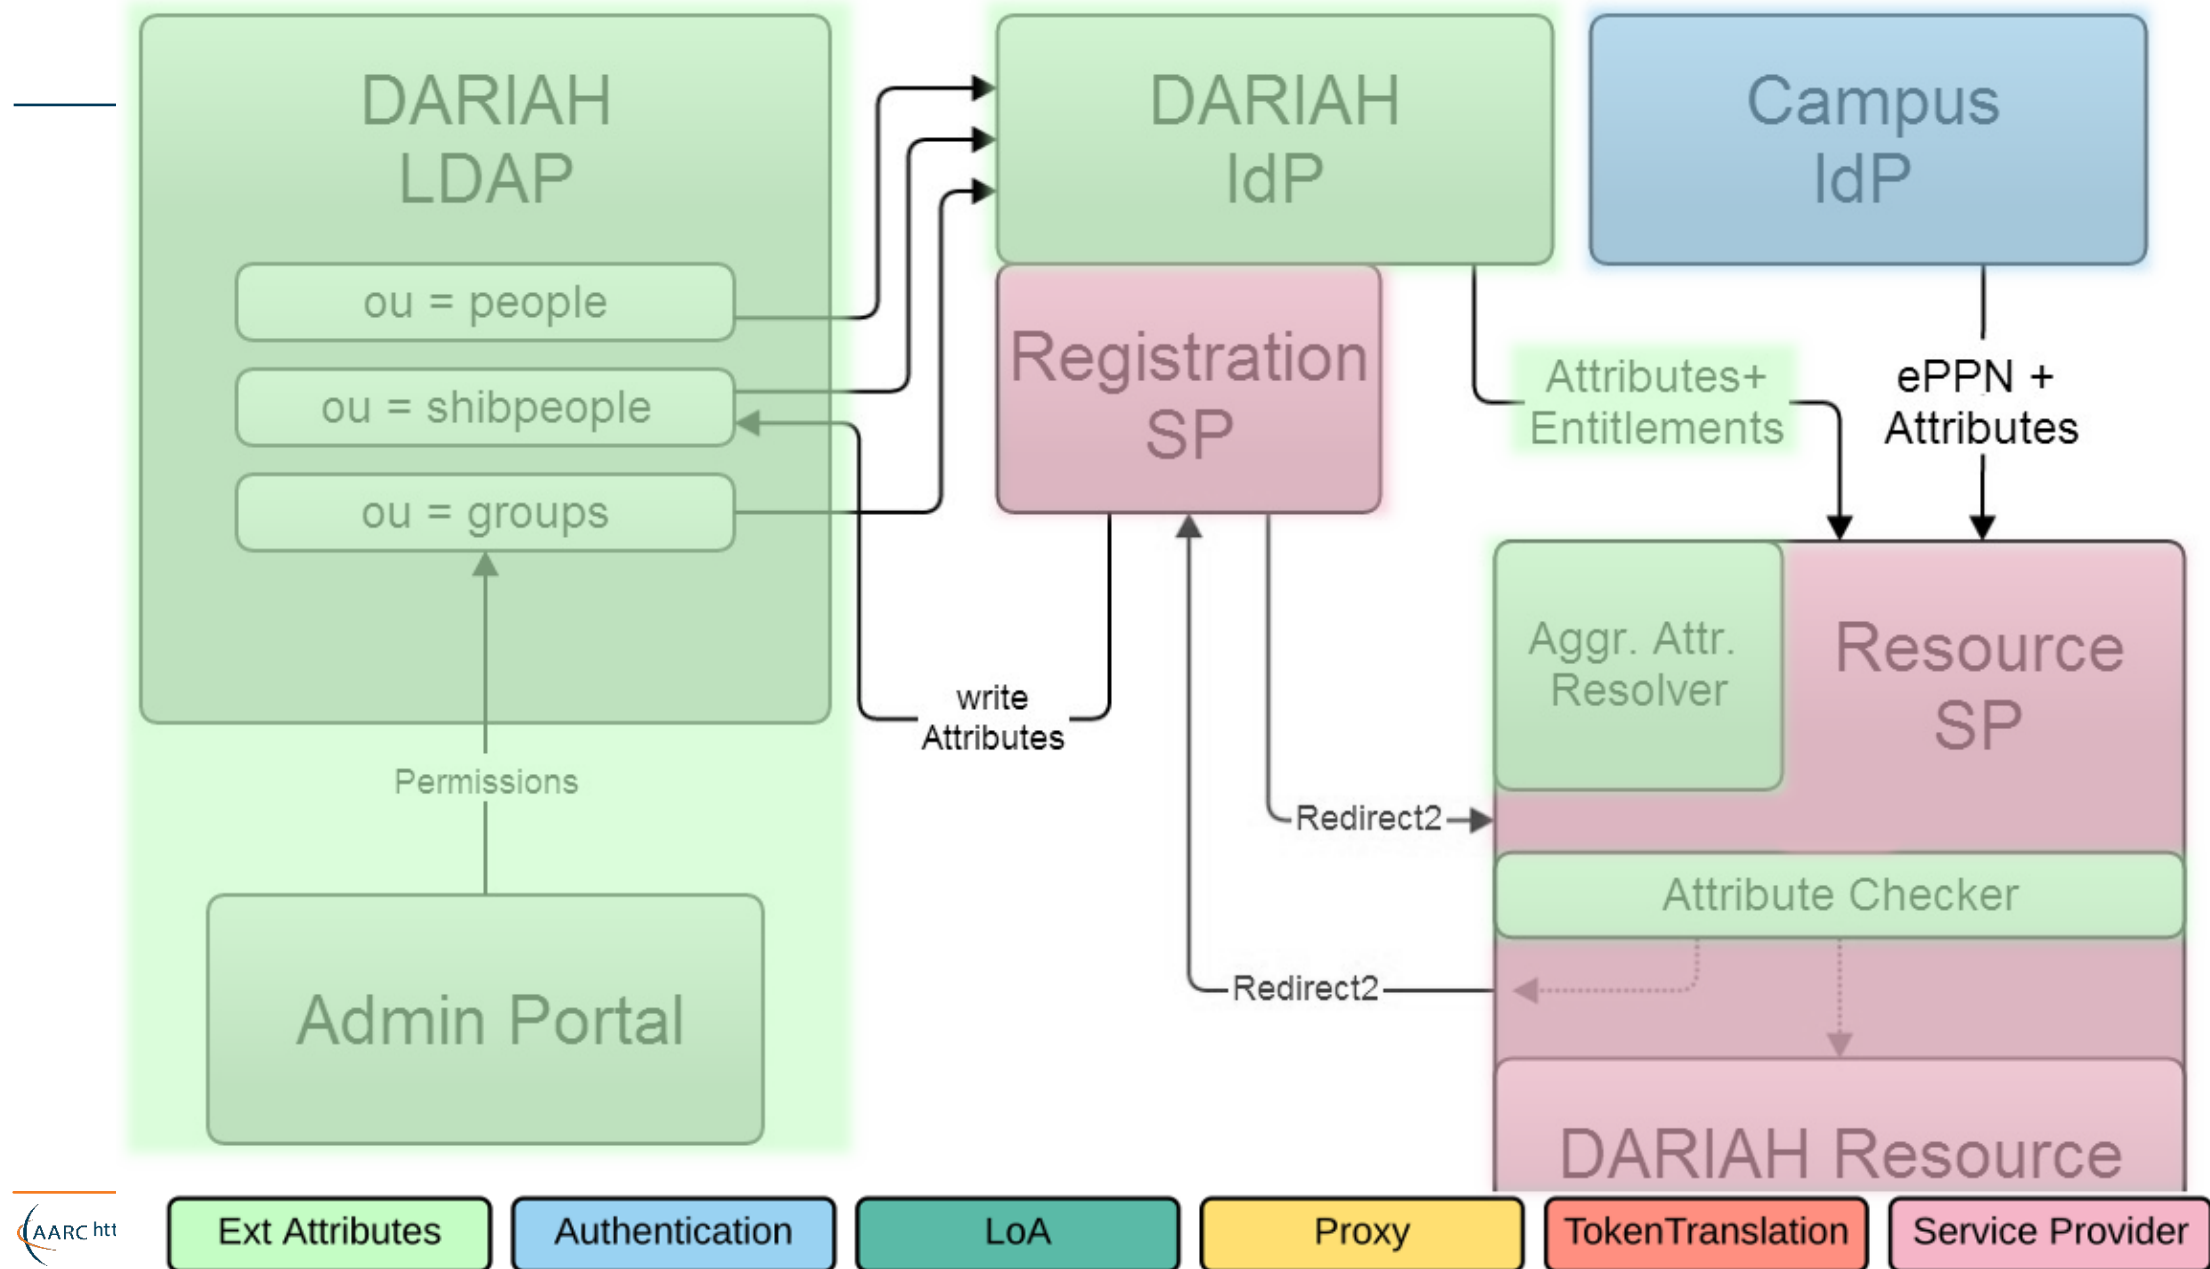 DARIAH
LDAP
ou = people
ou = shibpeople
ou = groups
Permissions
Admin Portal
DARIAH
IdP
Campus
IdP
Registration
SP
Attributes+
Entitlements
ePPN +
Attributes
write
Attributes
Redirect2
Redirect2
Aggr. Attr.
Resolver
Resource
SP
Attribute Checker
DARIAH Resource
AARC htt
Ext Attributes
Authentication
LoA
Proxy
TokenTranslation
Service Provider